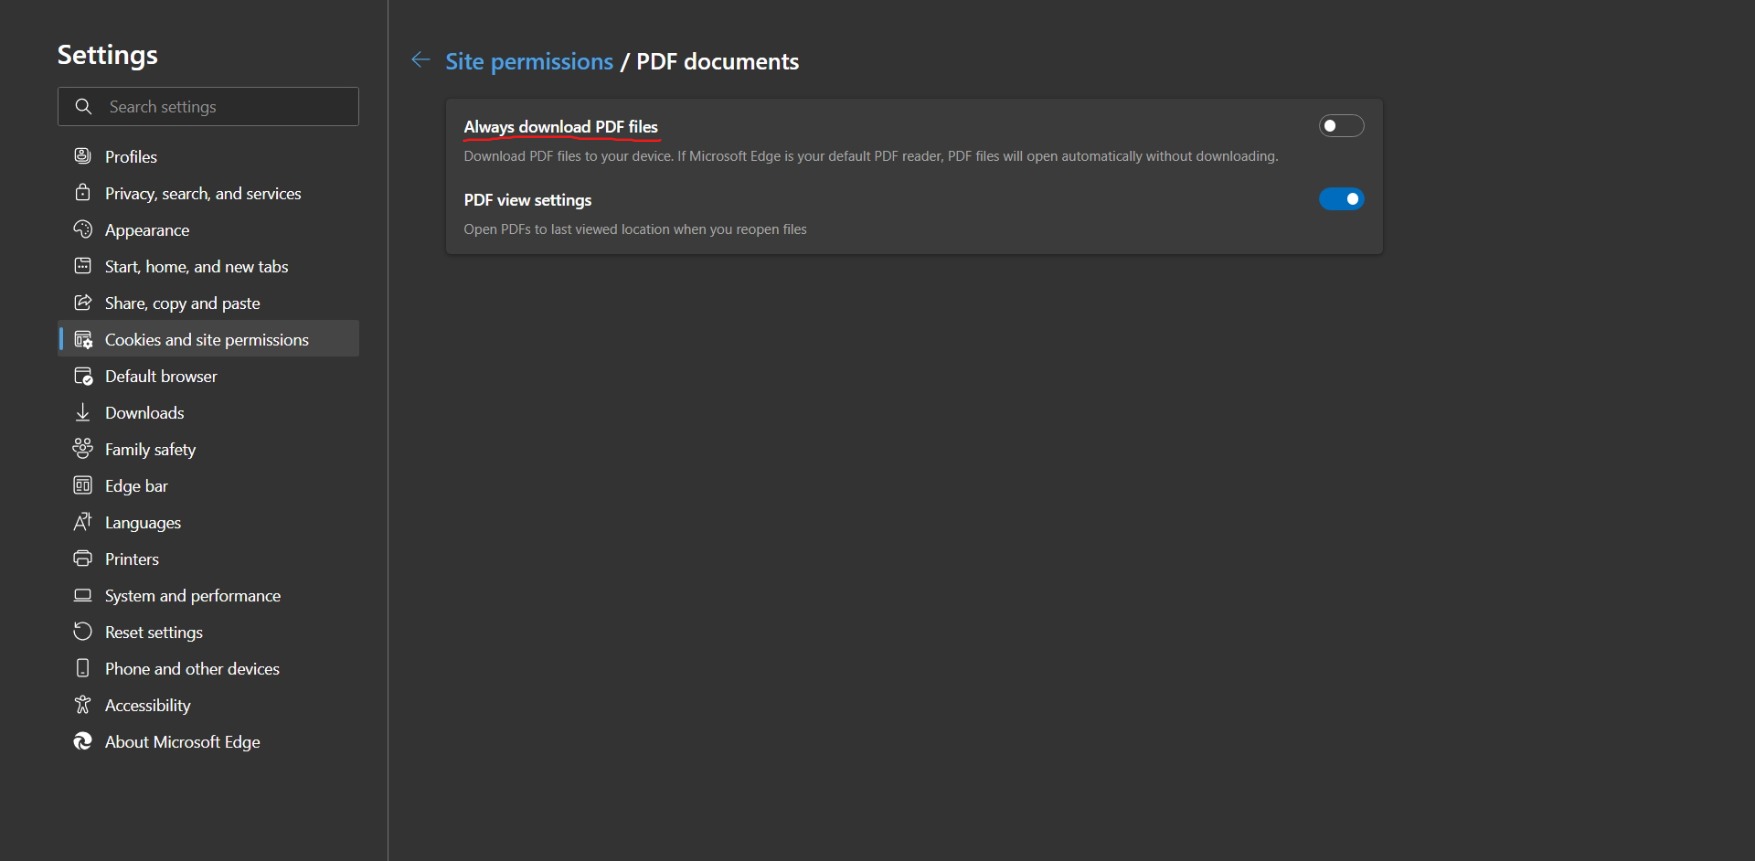 Settings
Search settings
Profiles
Privacy, search, and services
Appearance
Start, home, and new tabs
Share, copy and paste
Cookies and site permissions
Default browser
Downloads
Family safety
Edge bar
Languages
Printers
System and performance
Reset settings
Phone and other devices
Accessibility
About Microsoft Edge
Site permissions / PDF documents
Always download PDF files
Download PDF files to your device. If Microsoft Edge is your default PDF reader, PDF files will open automatically without downloading.
PDF view settings
Open PDFs to last viewed location when you reopen files